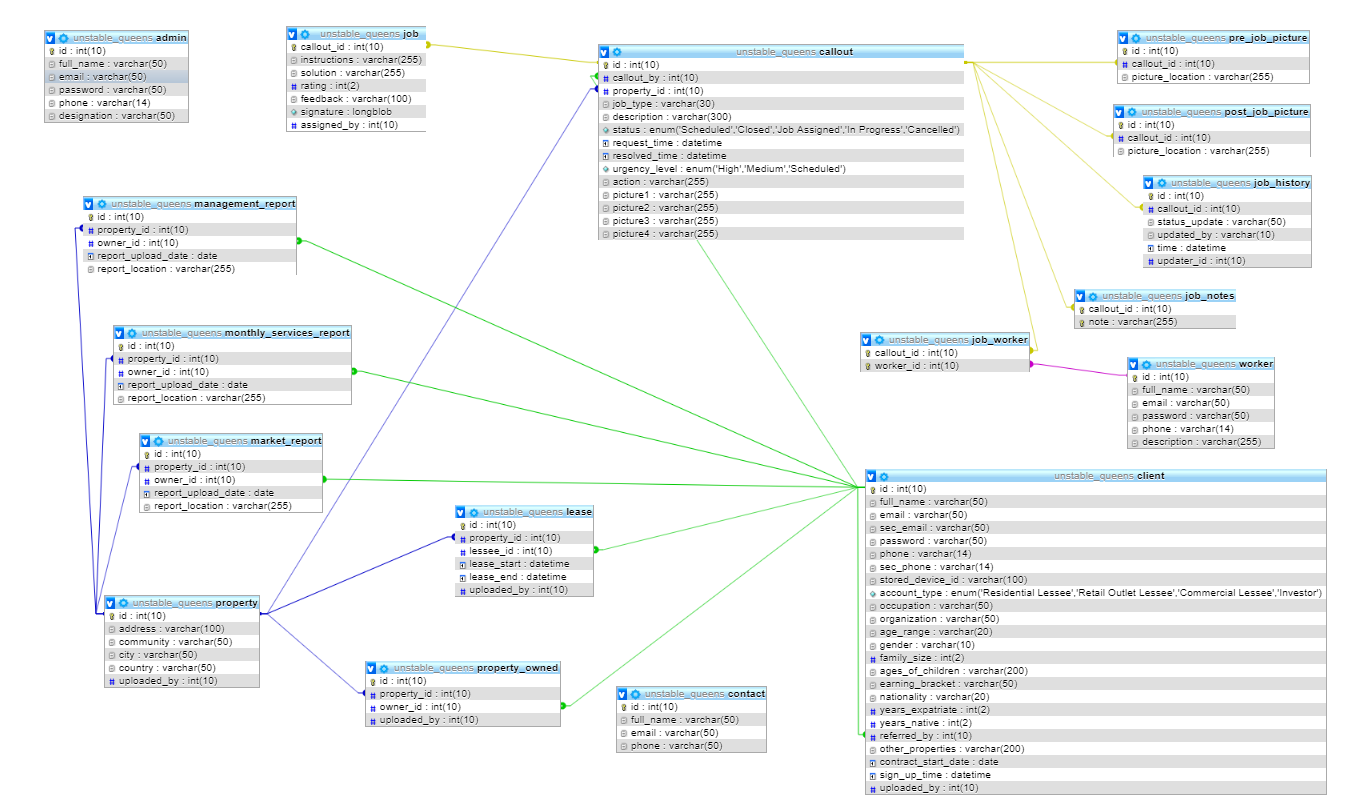 unstable_queens admin
id : int(10)
full_name : varchar(50)
email : varchar(50)
password : varchar(50)
phone : varchar(14)
designation : varchar(50)
unstable_queens job
callout_id : int(10)
instructions : varchar(255)
solution : varchar(255)
rating : int(2)
feedback : varchar(100)
signature : longblob
assigned_by : int(10)
unstable_queens callout
id : int(10)
callout_by : int(10)
property_id : int(10)
job_type : varchar(30)
description : varchar(300)
status : enum('Scheduled','Closed','Job Assigned','In Progress','Cancelled')
request_time : datetime
resolved_time : datetime
urgency_level : enum('High','Medium','Scheduled')
action : varchar(255)
picture1 : varchar(255)
picture2 : varchar(255)
picture3 : varchar(255)
picture4 : varchar(255)
unstable_queens pre_job_picture
id : int(10)
callout_id : int(10)
picture_location : varchar(255)
unstable_queens post_job_picture
id : int(10)
callout_id : int(10)
picture_location : varchar(255)
unstable_queens job_history
id : int(10)
callout_id : int(10)
status_update : varchar(50)
updated_by : varchar(10)
time : datetime
updater_id : int(10)
unstable_queens management_report
id : int(10)
property_id : int(10)
owner_id : int(10)
report_upload_date : date
report_location : varchar(255)
unstable_queens job_notes
callout_id : int(10)
note : varchar(255)
unstable_queens monthly_services_report
id : int(10)
property_id : int(10)
owner_id : int(10)
report_upload_date : date
report_location : varchar(255)
unstable_queens job_worker
callout_id : int(10)
worker_id : int(10)
unstable_queens worker
id : int(10)
full_name : varchar(50)
email : varchar(50)
password : varchar(50)
phone : varchar(14)
description : varchar(255)
unstable_queens market_report
id : int(10)
property_id : int(10)
owner_id : int(10)
report_upload_date : date
report_location : varchar(255)
unstable_queens client
id : int(10)
full_name : varchar(50)
email : varchar(50)
sec_email : varchar(50)
password : varchar(50)
phone : varchar(14)
sec_phone : varchar(14)
stored_device_id : varchar(100)
account_type : enum('Residential Lessee','Retail Outlet Lessee','Commercial Lessee','Investor')
occupation : varchar(50)
organization : varchar(50)
age_range : varchar(20)
gender : varchar(10)
family_size : int(2)
ages_of_children : varchar(200)
earning_bracket : varchar(50)
nationality : varchar(20)
years_expatriate : int(2)
years_native : int(2)
referred_by : int(10)
other_properties : varchar(200)
contract_start_date : date
sign_up_time : datetime
uploaded_by : int(10)
unstable_queens lease
id : int(10)
property_id : int(10)
lessee_id : int(10)
lease_start : datetime
lease_end : datetime
uploaded_by : int(10)
unstable_queens property
id : int(10)
address : varchar(100)
community : varchar(50)
city : varchar(50)
country : varchar(50)
uploaded_by : int(10)
unstable_queens property_owned
id : int(10)
property_id : int(10)
owner_id : int(10)
uploaded_by : int(10)
unstable_queens contact
id : int(10)
full_name : varchar(50)
email : varchar(50)
phone : varchar(50)